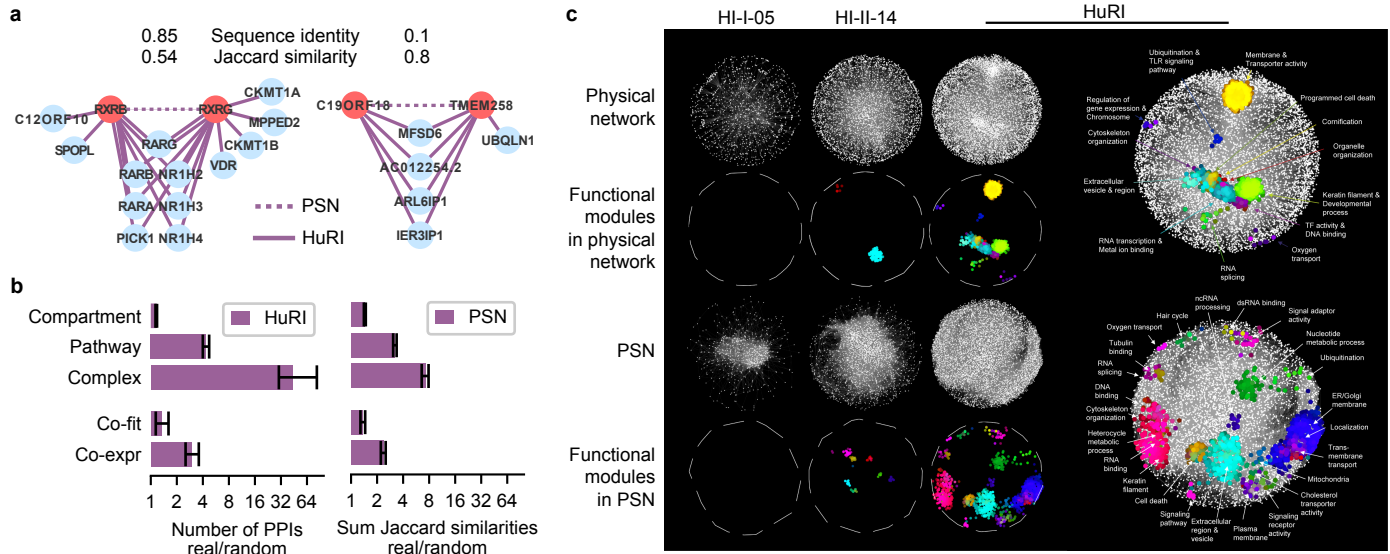 a
0.85 Sequence identity 0.1
0.54 Jaccard similarity 0.8
RXRB
RXRG
CKMT1A
C12ORF10
MPPED2
SPOPL
RARG
CKMT1B
VDR
RARB
NR1H2
RARA
NR1H3
PICK1
NR1H4
C19ORF18
TMEM258
MFSD6
UBQLN1
AC012254.2
ARL6IP1
IER3IP1
PSN
HuRI
b
HuRI
PSN
Compartment
Pathway
Complex
Co-fit
Co-expr
1 2 4 8 16 32 64
1 2 4 8 16 32 64
Number of PPIs
real/random
Sum Jaccard similarities
real/random
c
HI-I-05
HI-II-14
HuRI
Physical
network
Functional
modules
in physical
network
PSN
Functional
modules
in PSN
Ubiquitination &
TLR signaling
pathway
Membrane &
Transporter activity
Regulation of
gene expression &
Chromosome
Programmed cell death
Cytoskeleton
organization
Cornification
Organelle
organization
Extracellular
vesicle & region
Keratin filament &
Developmental
process
TF activity &
DNA binding
RNA transcription &
Metal ion binding
Oxygen
transport
RNA
splicing
ncRNA
processing
dsRNA binding
Hair cycle
Signal adaptor
activity
Oxygen transport
Nucleotide
metabolic process
Tubulin
binding
Ubiquitination
RNA
splicing
DNA
binding
ER/Golgi
membrane
Cytoskeleton
organization
Localization
Heterocycle
metabolic
process
Trans-
membrane
transport
RNA
binding
Mitochondria
Keratin
filament
Cholesterol
transporter
activity
Cell death
Signaling
pathway
Signaling
receptor
activity
Extracellular
region &
vesicle
Plasma
membrane